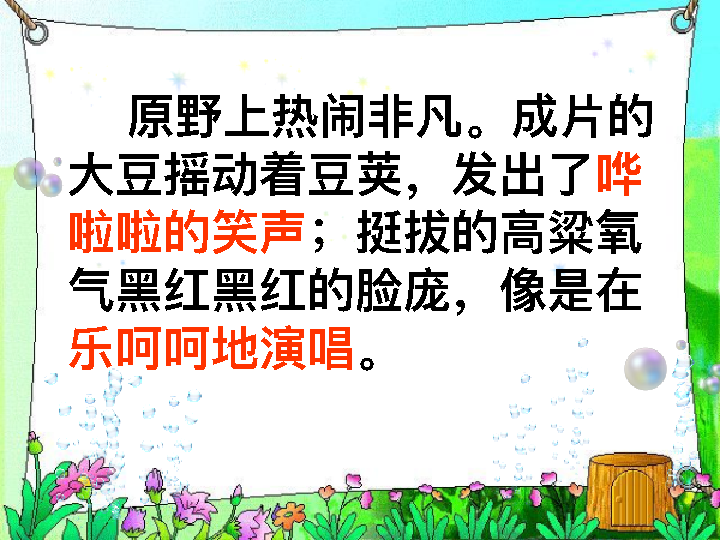 原野上热闹非凡。成片的
大豆摇动着豆荚，发出了哗
啦啦的笑声；挺拔的高粱氧
气黑红黑红的脸庞，像是在
乐呵呵地演唱。